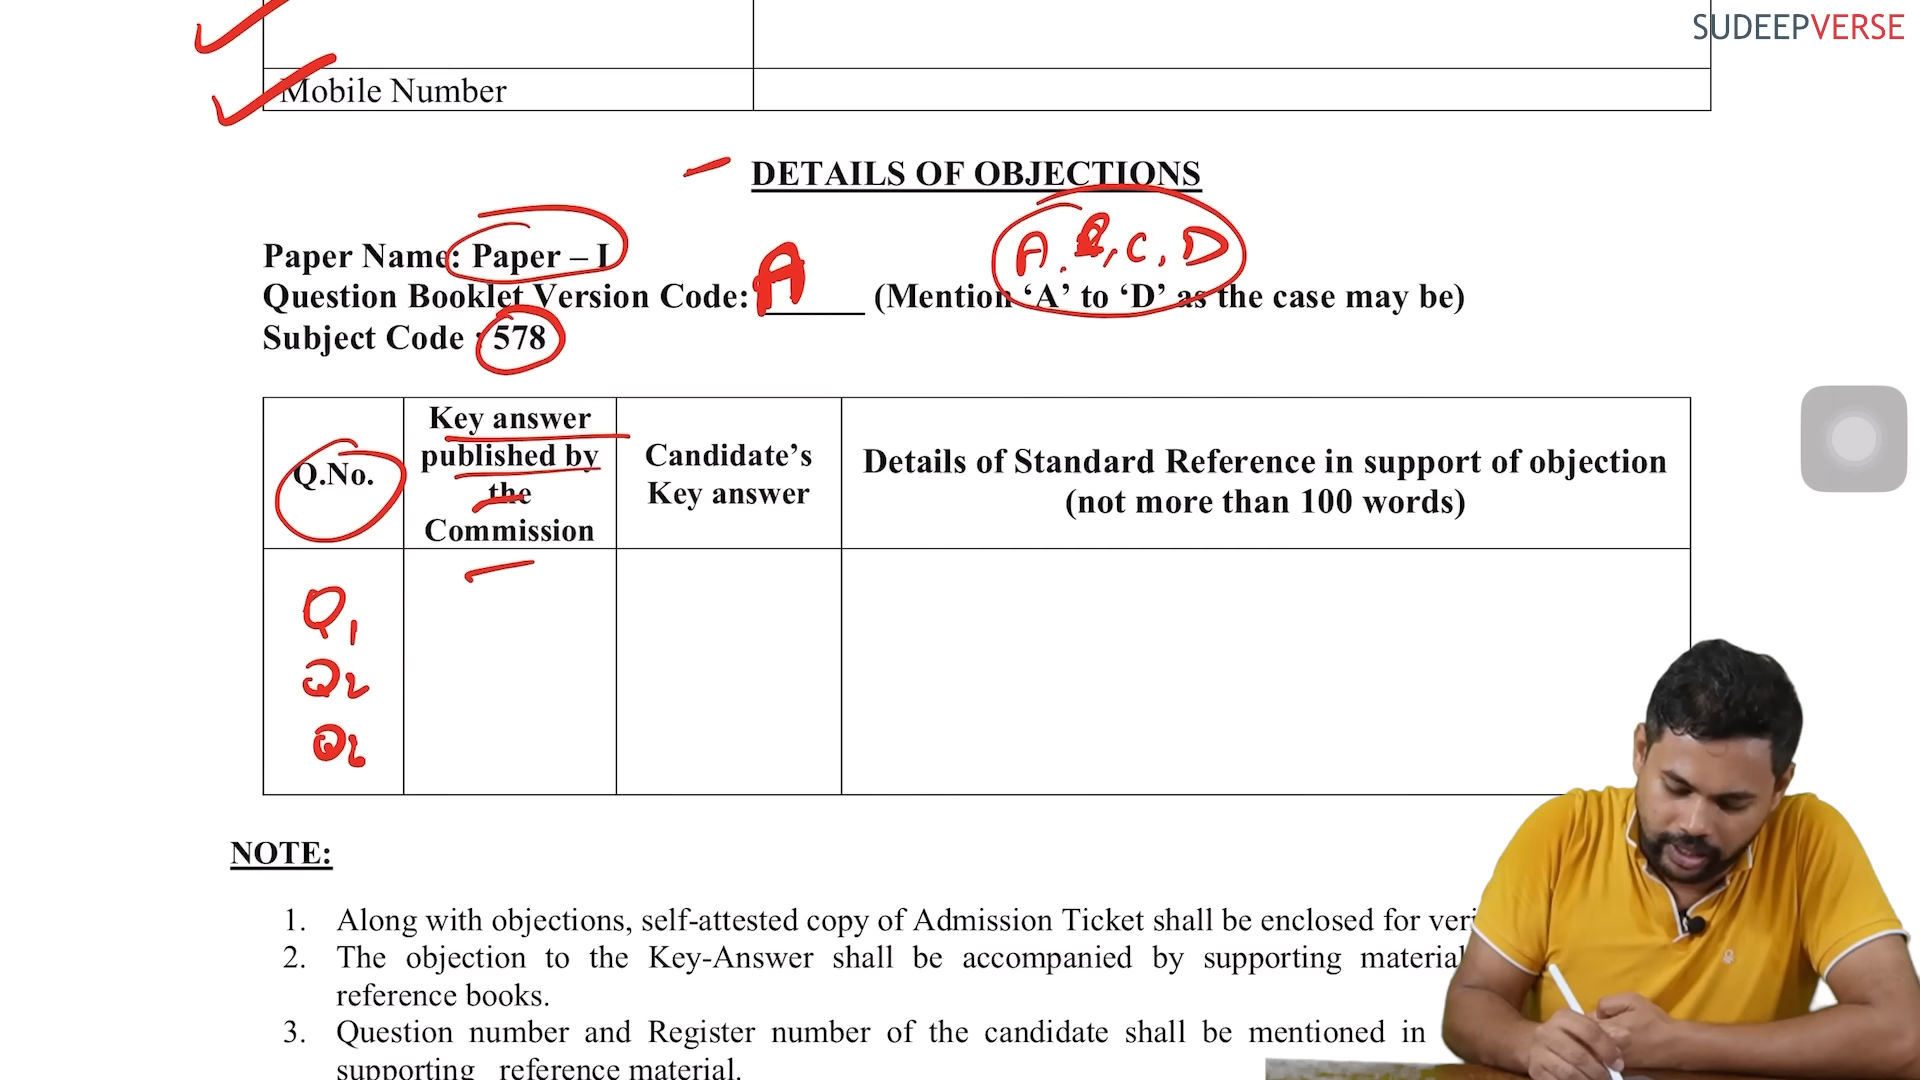 SUDEEPVERSE
Mobile Number
DETAILS OF OBJECTIONS
A, B, C, D
Paper Name: Paper – I
Question Booklet Version Code: A______ (Mention ‘A’ to ‘D’ as the case may be)
Subject Code : 578
Q.No.
Key answer
published by
the
Commission
Candidate’s
Key answer
Details of Standard Reference in support of objection
(not more than 100 words)
Q1
Q2
Q2
NOTE:
1. Along with objections, self-attested copy of Admission Ticket shall be enclosed for veri
2. The objection to the Key-Answer shall be accompanied by supporting material
reference books.
3. Question number and Register number of the candidate shall be mentioned in
supporting reference material.